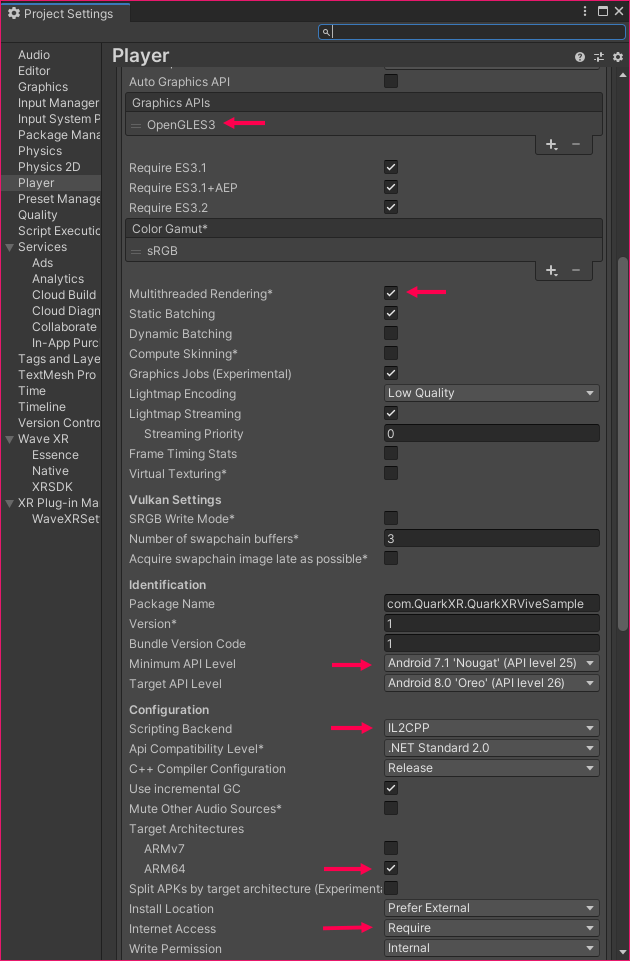 Project Settings
Audio
Editor
Graphics
Input Manager
Input System P
Package Mana
Physics
Physics 2D
Player
Preset Manage
Quality
Script Executio
Services
Ads
Analytics
Cloud Build
Cloud Diagn
Collaborate
In-App Purc
Tags and Laye
TextMesh Pro
Time
Timeline
Version Contro
Wave XR
Essence
Native
XRSDK
XR Plug-in Ma
WaveXRSet
Player
Auto Graphics API
Graphics APIs
OpenGLES3
Require ES3.1
Require ES3.1+AEP
Require ES3.2
Color Gamut*
sRGB
Multithreaded Rendering*
Static Batching
Dynamic Batching
Compute Skinning*
Graphics Jobs (Experimental)
Lightmap Encoding Low Quality
Lightmap Streaming
Streaming Priority 0
Frame Timing Stats
Virtual Texturing*
Vulkan Settings
SRGB Write Mode*
Number of swapchain buffers* 3
Acquire swapchain image late as possible*
Identification
Package Name com.QuarkXR.QuarkXRViveSample
Version* 1
Bundle Version Code 1
Minimum API Level Android 7.1 'Nougat' (API level 25)
Target API Level Android 8.0 'Oreo' (API level 26)
Configuration
Scripting Backend IL2CPP
Api Compatibility Level* .NET Standard 2.0
C++ Compiler Configuration Release
Use incremental GC
Mute Other Audio Sources*
Target Architectures
ARMv7
ARM64
Split APKs by target architecture (Experimenta
Install Location Prefer External
Internet Access Require
Write Permission Internal